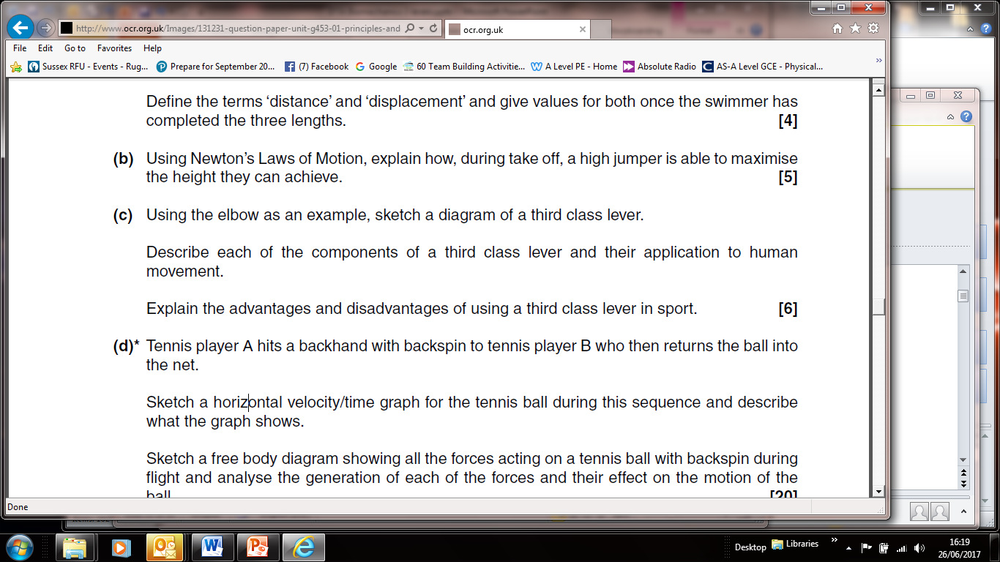 http://www.ocr.org.uk/Images/131231-question-paper-unit-g453-01-principles-and
ocr.org.uk
File Edit Go to Favorites Help
Sussex RFU - Events - Rug... Prepare for September 20... (7) Facebook Google 60 Team Building Activitie... A Level PE - Home Absolute Radio AS-A Level GCE - Physical...
Define the terms ‘distance’ and ‘displacement’ and give values for both once the swimmer has
completed the three lengths. [4]
(b) Using Newton’s Laws of Motion, explain how, during take off, a high jumper is able to maximise
the height they can achieve. [5]
(c) Using the elbow as an example, sketch a diagram of a third class lever.
Describe each of the components of a third class lever and their application to human
movement.
Explain the advantages and disadvantages of using a third class lever in sport. [6]
(d)* Tennis player A hits a backhand with backspin to tennis player B who then returns the ball into
the net.
Sketch a horizontal velocity/time graph for the tennis ball during this sequence and describe
what the graph shows.
Sketch a free body diagram showing all the forces acting on a tennis ball with backspin during
flight and analyse the generation of each of the forces and their effect on the motion of the
ball [20]
Done
Desktop Libraries
16:19
26/06/2017